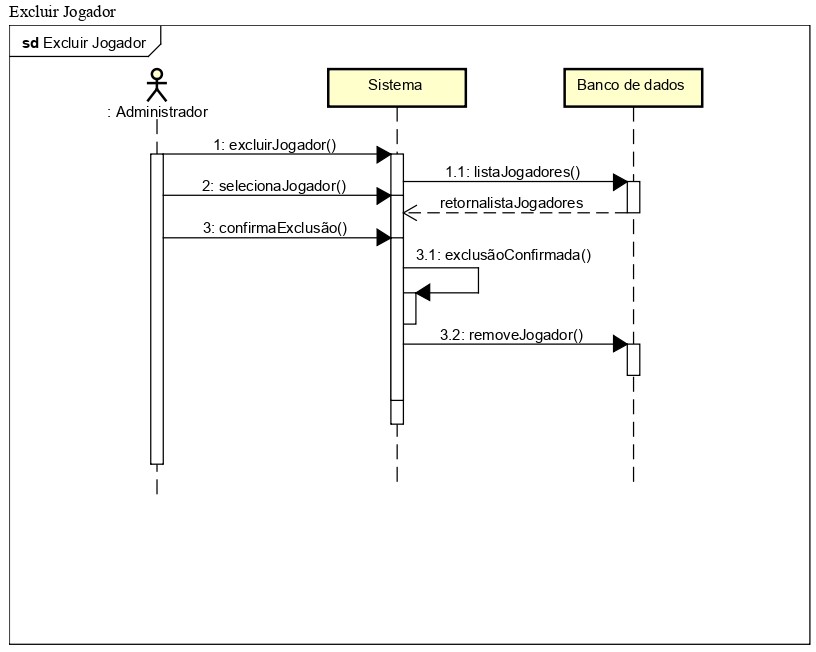 Excluir Jogador
sd Excluir Jogador
: Administrador
Sistema
Banco de dados
1: excluirJogador()
1.1: listaJogadores()
2: selecionaJogador()
retornalistaJogadores
3: confirmaExclusão()
3.1: exclusãoConfirmada()
3.2: removeJogador()